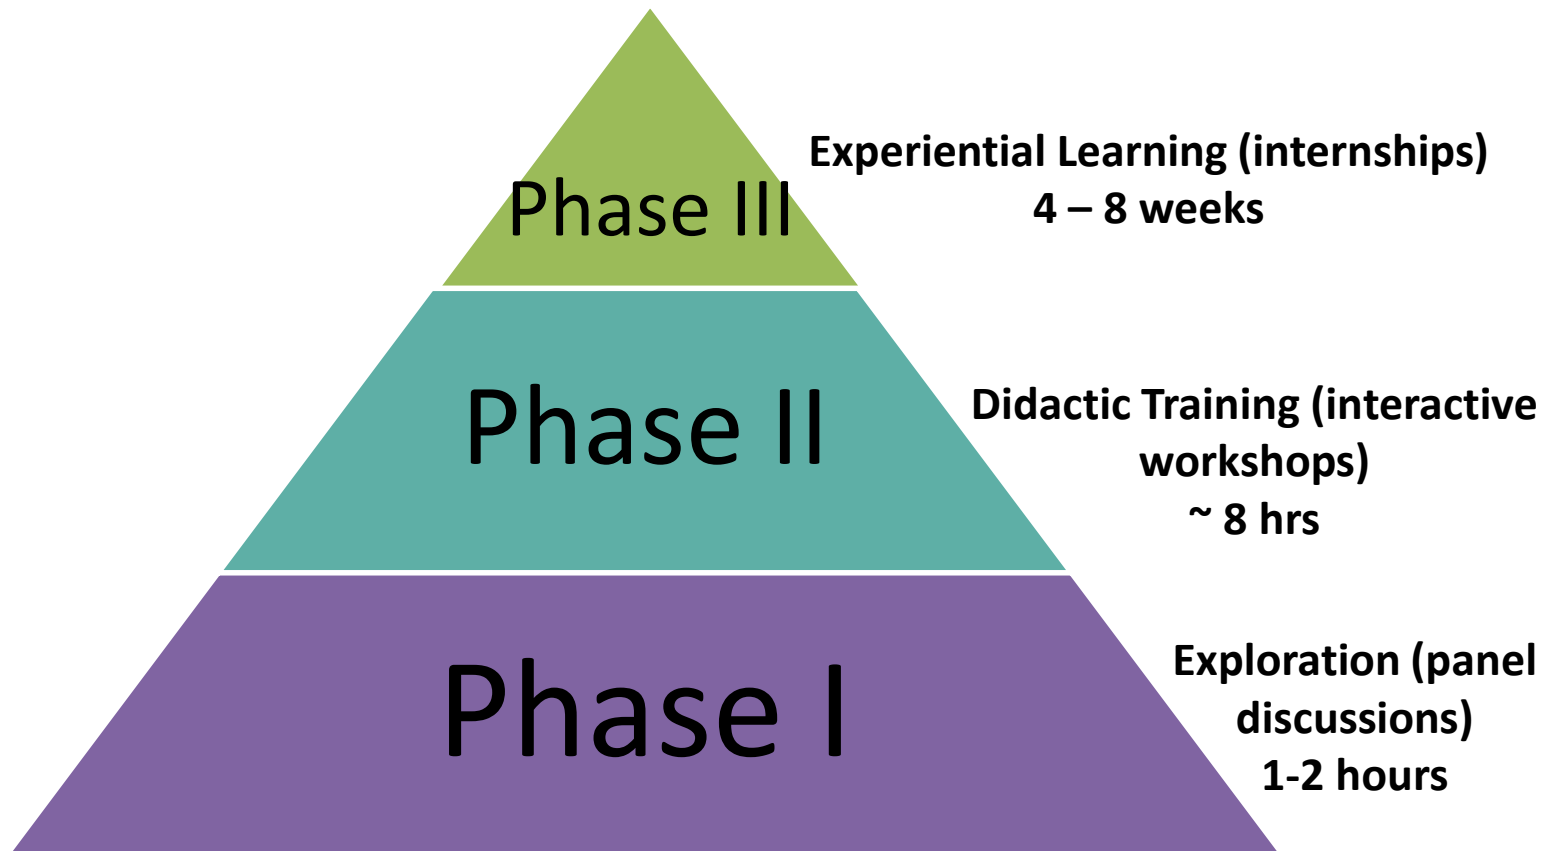 Phase III
Experiential Learning (internships)
4 – 8 weeks
Phase II
Didactic Training (interactive
workshops)
~ 8 hrs
Phase I
Exploration (panel
discussions)
1-2 hours